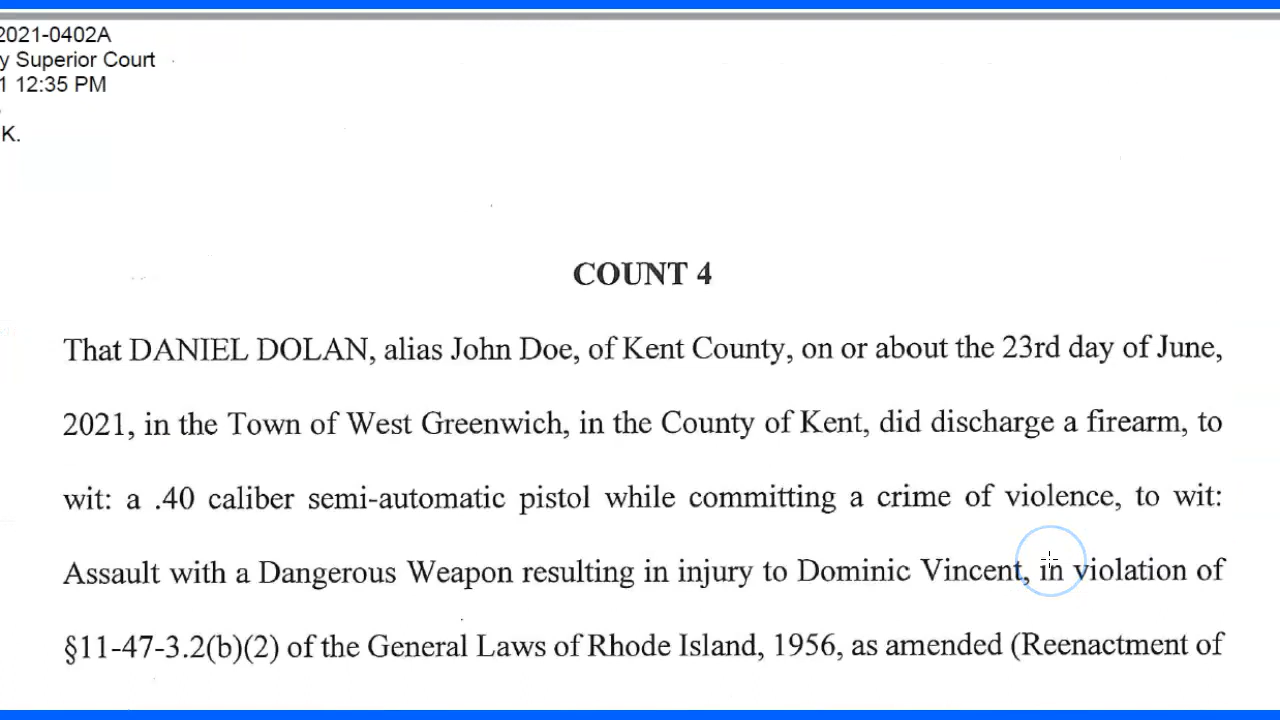 2021-0402A
y Superior Court
1 12:35 PM
K.
COUNT 4
That DANIEL DOLAN, alias John Doe, of Kent County, on or about the 23rd day of June,
2021, in the Town of West Greenwich, in the County of Kent, did discharge a firearm, to
wit: a .40 caliber semi-automatic pistol while committing a crime of violence, to wit:
Assault with a Dangerous Weapon resulting in injury to Dominic Vincent, in violation of
§11-47-3.2(b)(2) of the General Laws of Rhode Island, 1956, as amended (Reenactment of